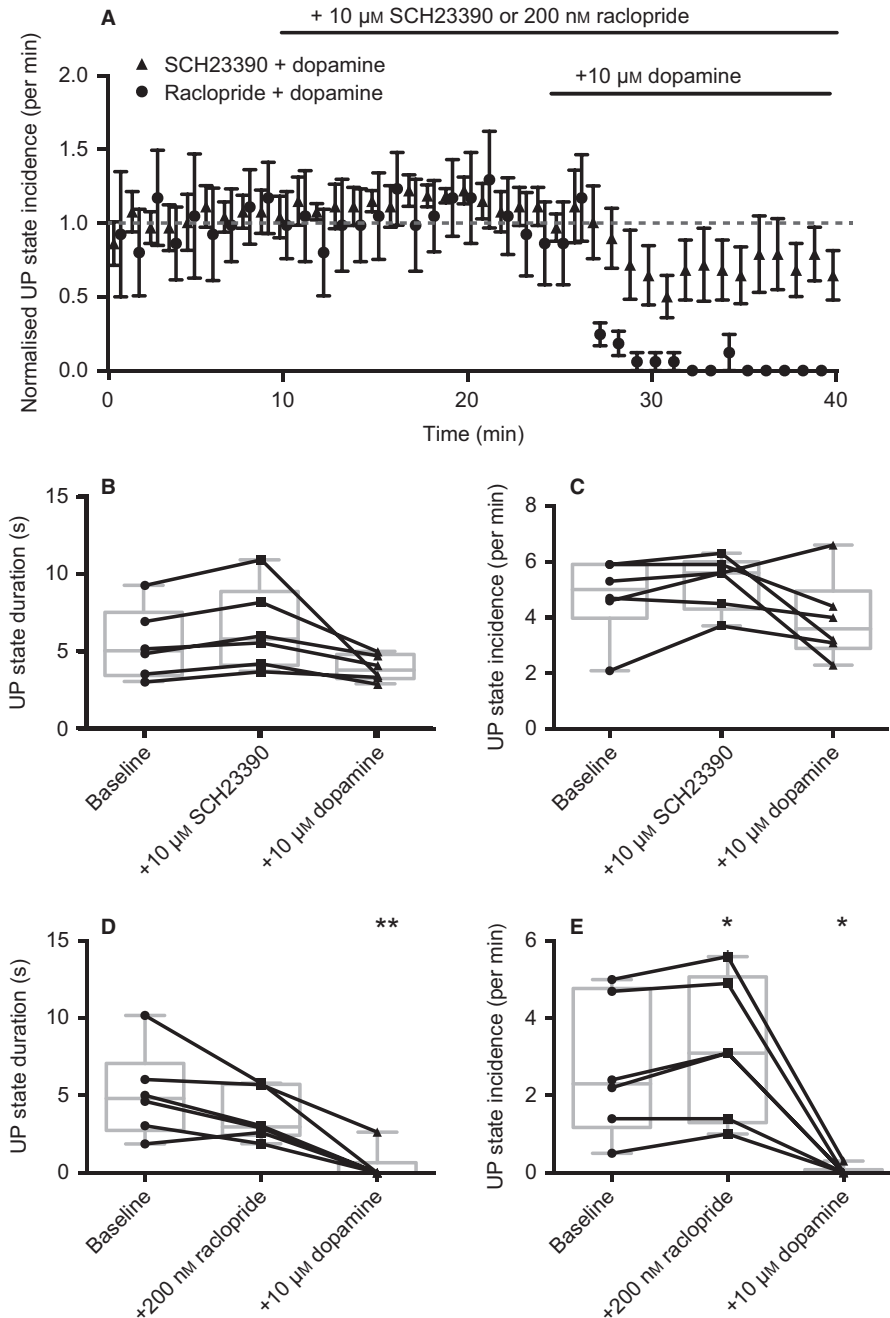 A
+ 10 µM SCH23390 or 200 nM raclopride
SCH23390 + dopamine
Raclopride + dopamine
+10 µM dopamine
Normalised UP state incidence (per min)
2.0
1.5
1.0
0.5
0.0
0
10
20
30
40
Time (min)
B
UP state duration (s)
15
10
5
0
Baseline
+10 µM SCH23390
+10 µM dopamine
C
UP state incidence (per min)
8
6
4
2
0
Baseline
+10 µM SCH23390
+10 µM dopamine
D
**
UP state duration (s)
15
10
5
0
Baseline
+200 nM raclopride
+10 µM dopamine
E
*
*
UP state incidence (per min)
6
4
2
0
Baseline
+200 nM raclopride
+10 µM dopamine